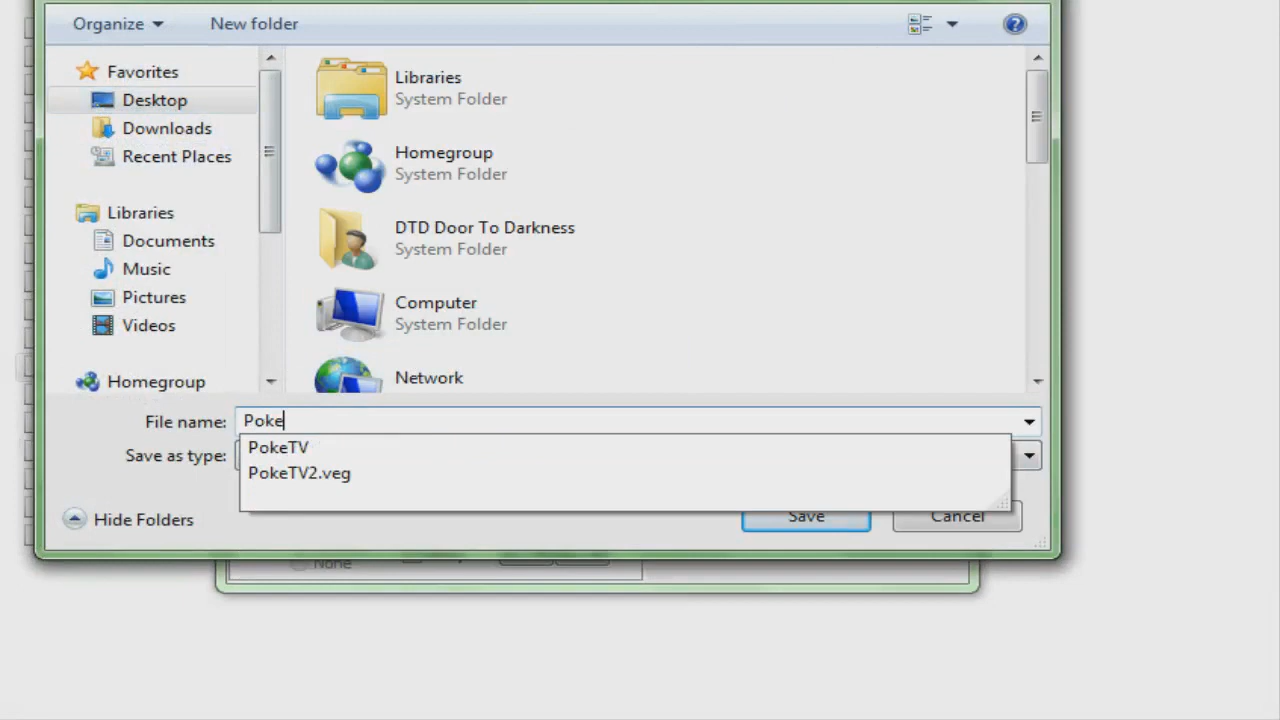 Organize
New folder
Favorites
Desktop
Downloads
Recent Places
Libraries
Documents
Music
Pictures
Videos
Homegroup
Libraries
System Folder
Homegroup
System Folder
DTD Door To Darkness
System Folder
Computer
System Folder
Network
File name: Poke
PokeTV
Save as type:
PokeTV2.veg
Hide Folders
Save
Cancel
None